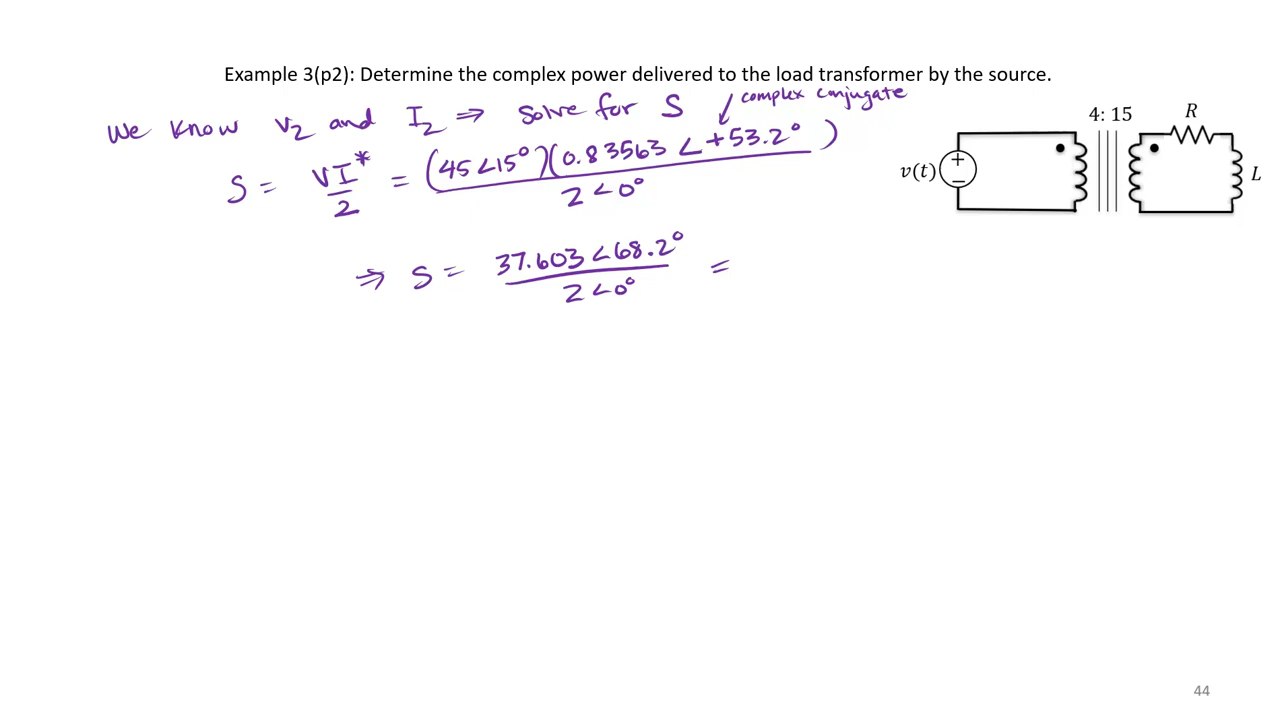 Example 3(p2): Determine the complex power delivered to the load transformer by the source.
We know V2 and I2 ⇒ solve for S
complex conjugate
S = VI*/2 = (45∠15°)(0.83563∠+53.2°)/2∠0°
⇒ S = 37.603∠68.2°/2∠0° =
4: 15
R
v(t)
+
−
L
44